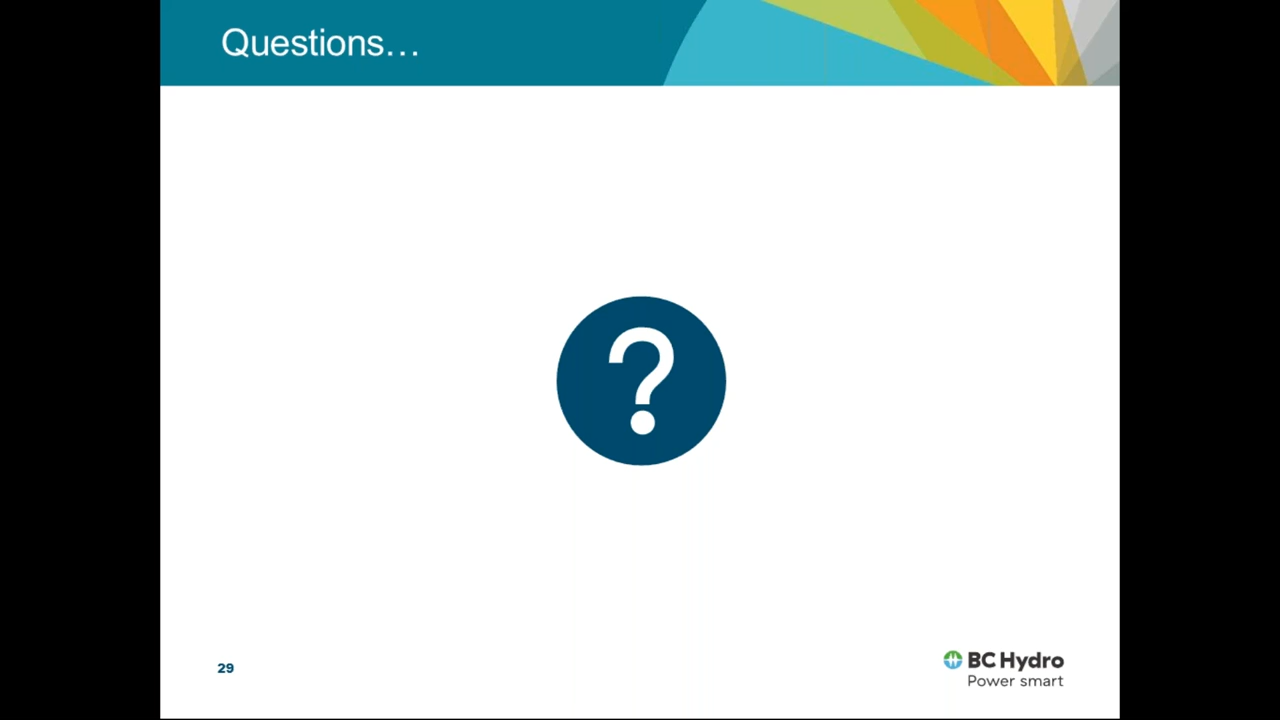 Questions…
?
29
BC Hydro
Power smart